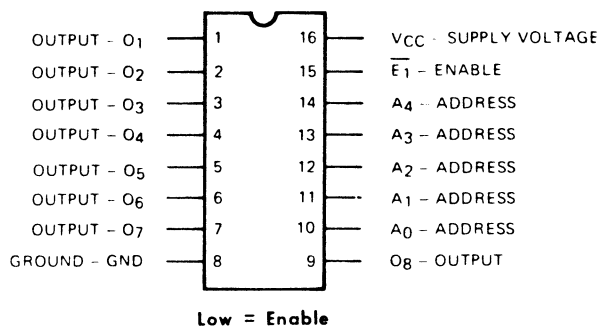 OUTPUT - O1 1 16 VCC - SUPPLY VOLTAGE
OUTPUT - O2 2 15 E̅1̅ - ENABLE
OUTPUT - O3 3 14 A4 - ADDRESS
OUTPUT - O4 4 13 A3 - ADDRESS
OUTPUT - O5 5 12 A2 - ADDRESS
OUTPUT - O6 6 11 A1 - ADDRESS
OUTPUT - O7 7 10 A0 - ADDRESS
GROUND - GND 8 9 O8 - OUTPUT
Low = Enable